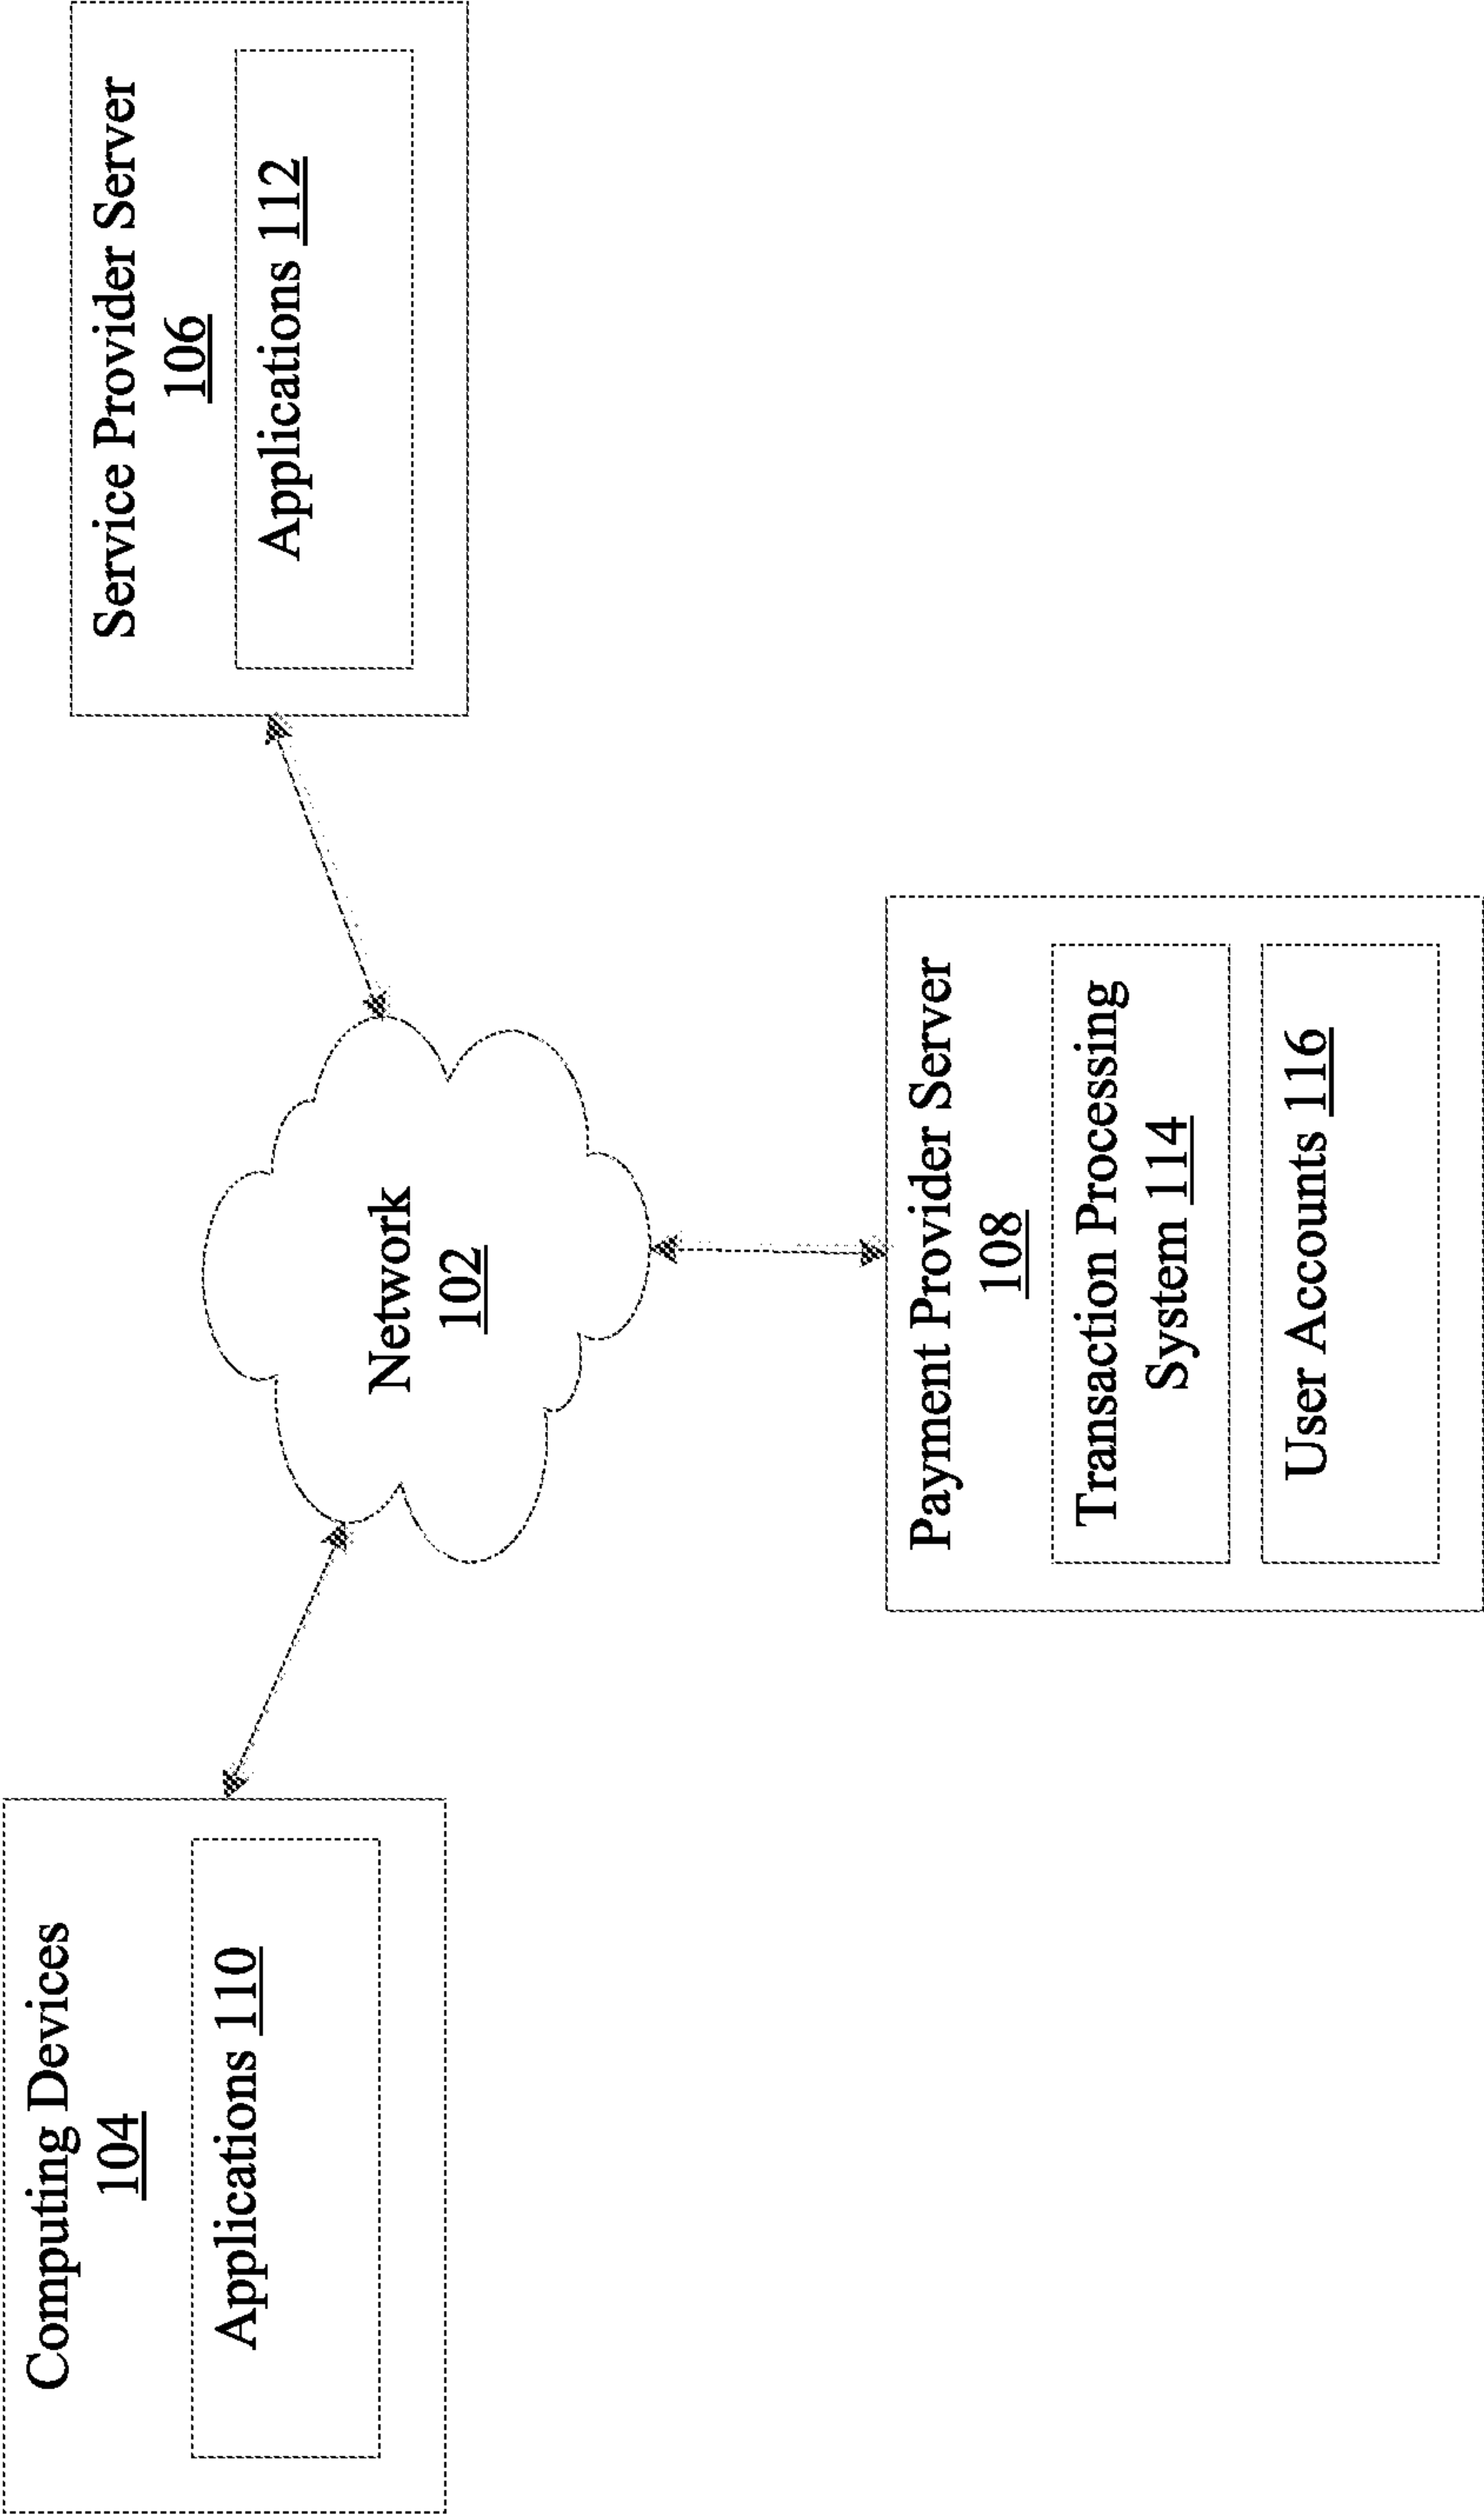 Computing Devices
104
Applications 110
Network
102
Service Provider Server
106
Applications 112
Payment Provider Server
108
Transaction Processing
System 114
User Accounts 116